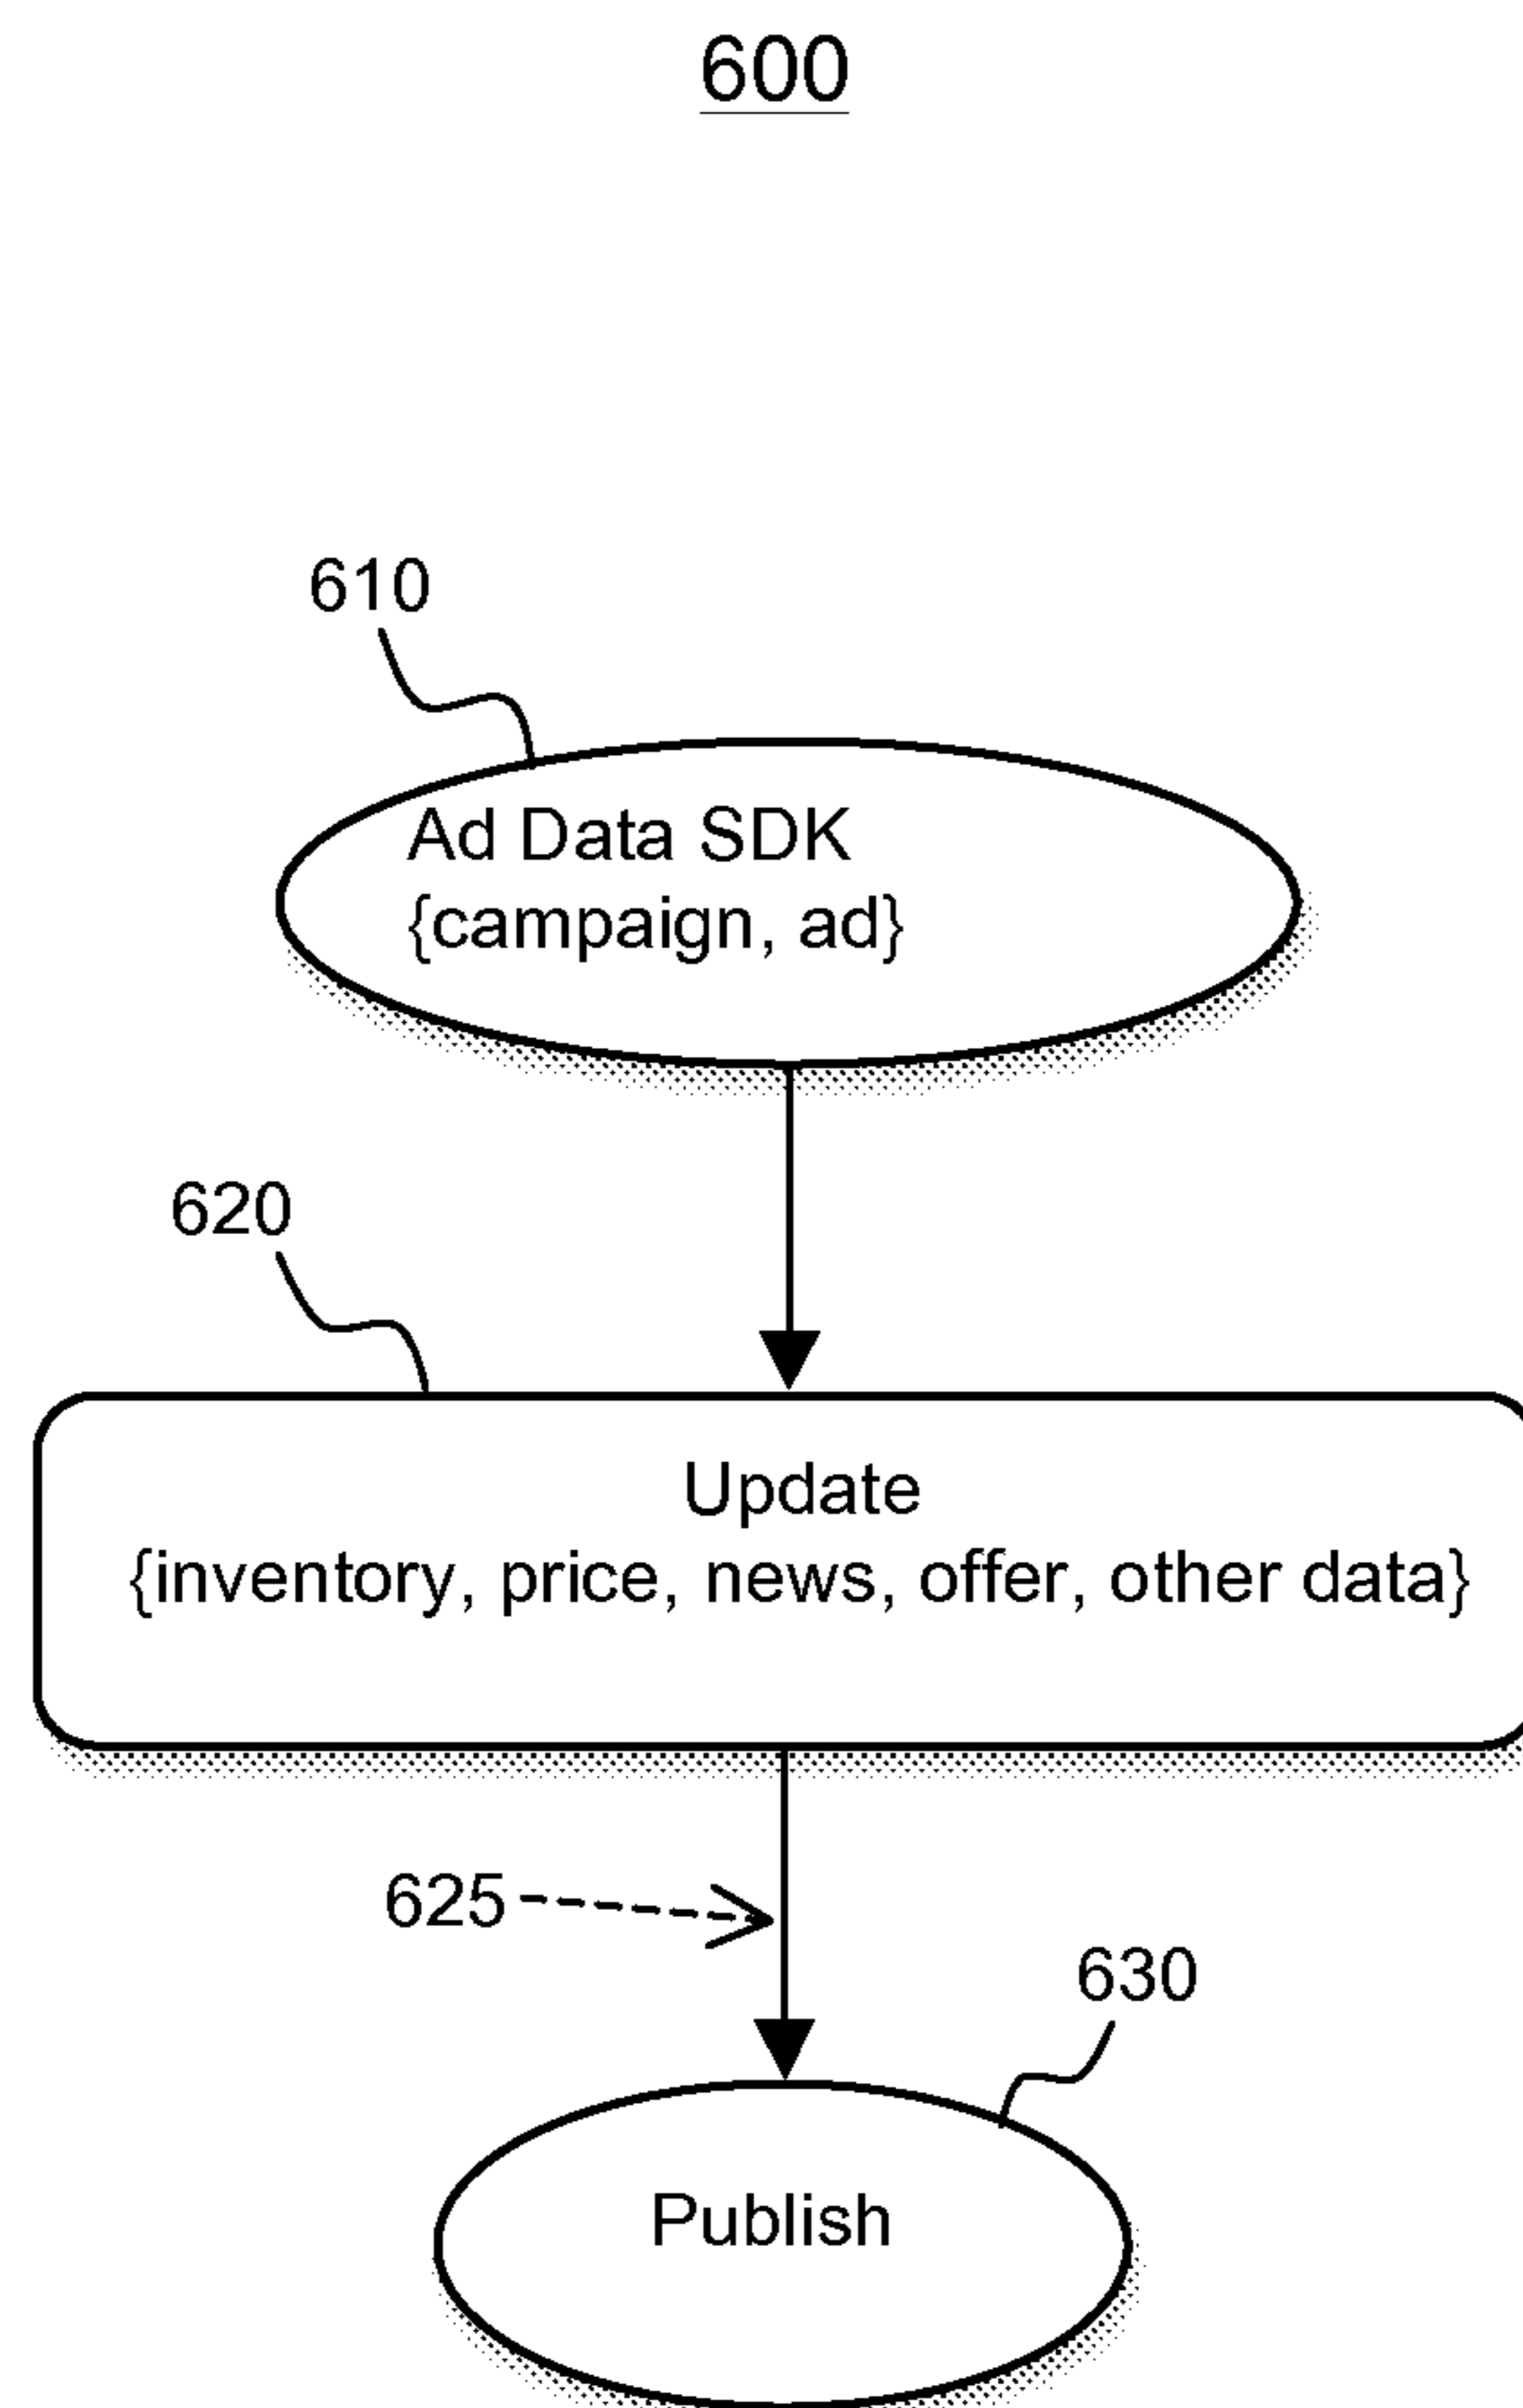 600
610
Ad Data SDK
{campaign, ad}
620
Update
{inventory, price, news, offer, other data}
625
630
Publish